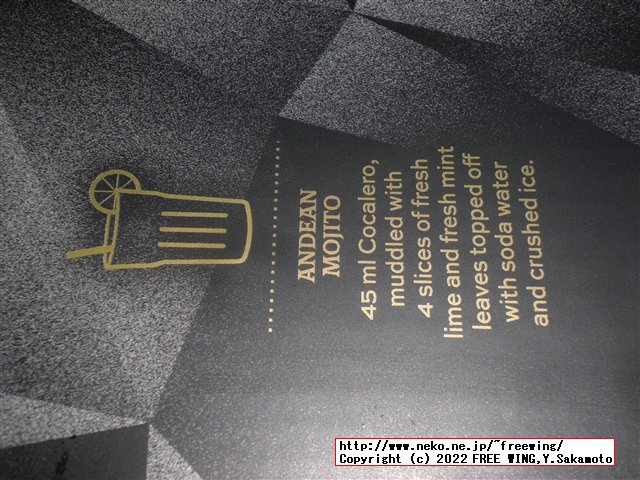 ANDEAN
MOJITO
45 ml Cocalero,
muddled with
4 slices of fresh
lime and fresh mint
leaves topped off
with soda water
and crushed ice.
http://www.neko.ne.jp/~freewing/
Copyright (c) 2022 FREE WING,Y.Sakamoto